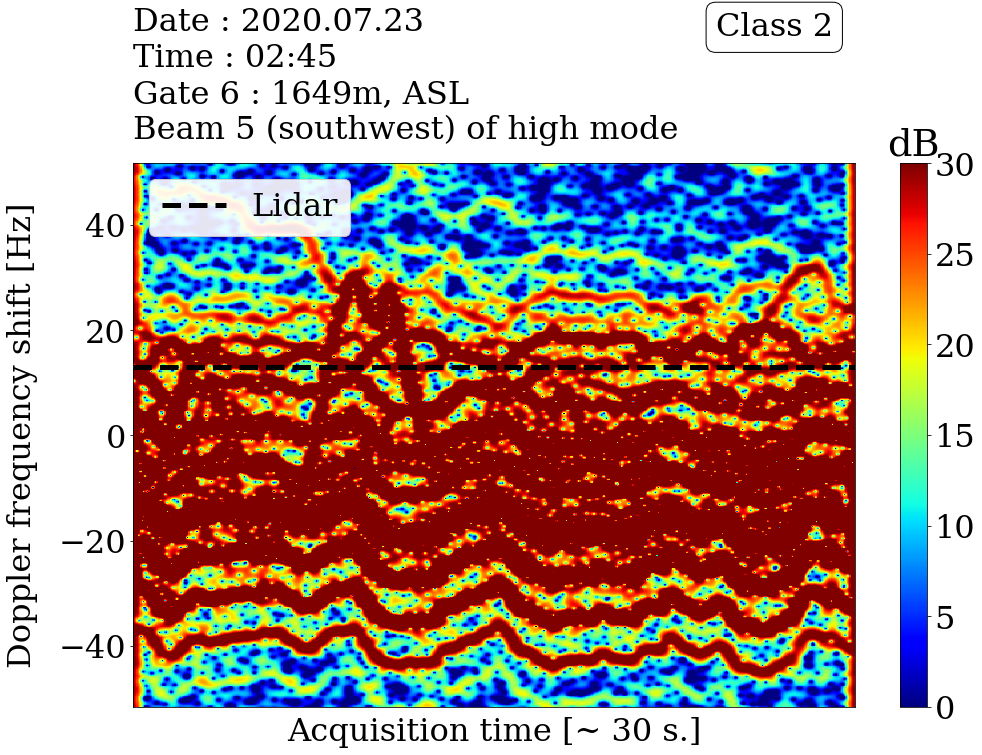 Date : 2020.07.23
Time : 02:45
Gate 6 : 1649m, ASL
Beam 5 (southwest) of high mode
Class 2
dB
Lidar
Doppler frequency shift [Hz]
40
20
0
−20
−40
30
25
20
15
10
5
0
Acquisition time [~ 30 s.]